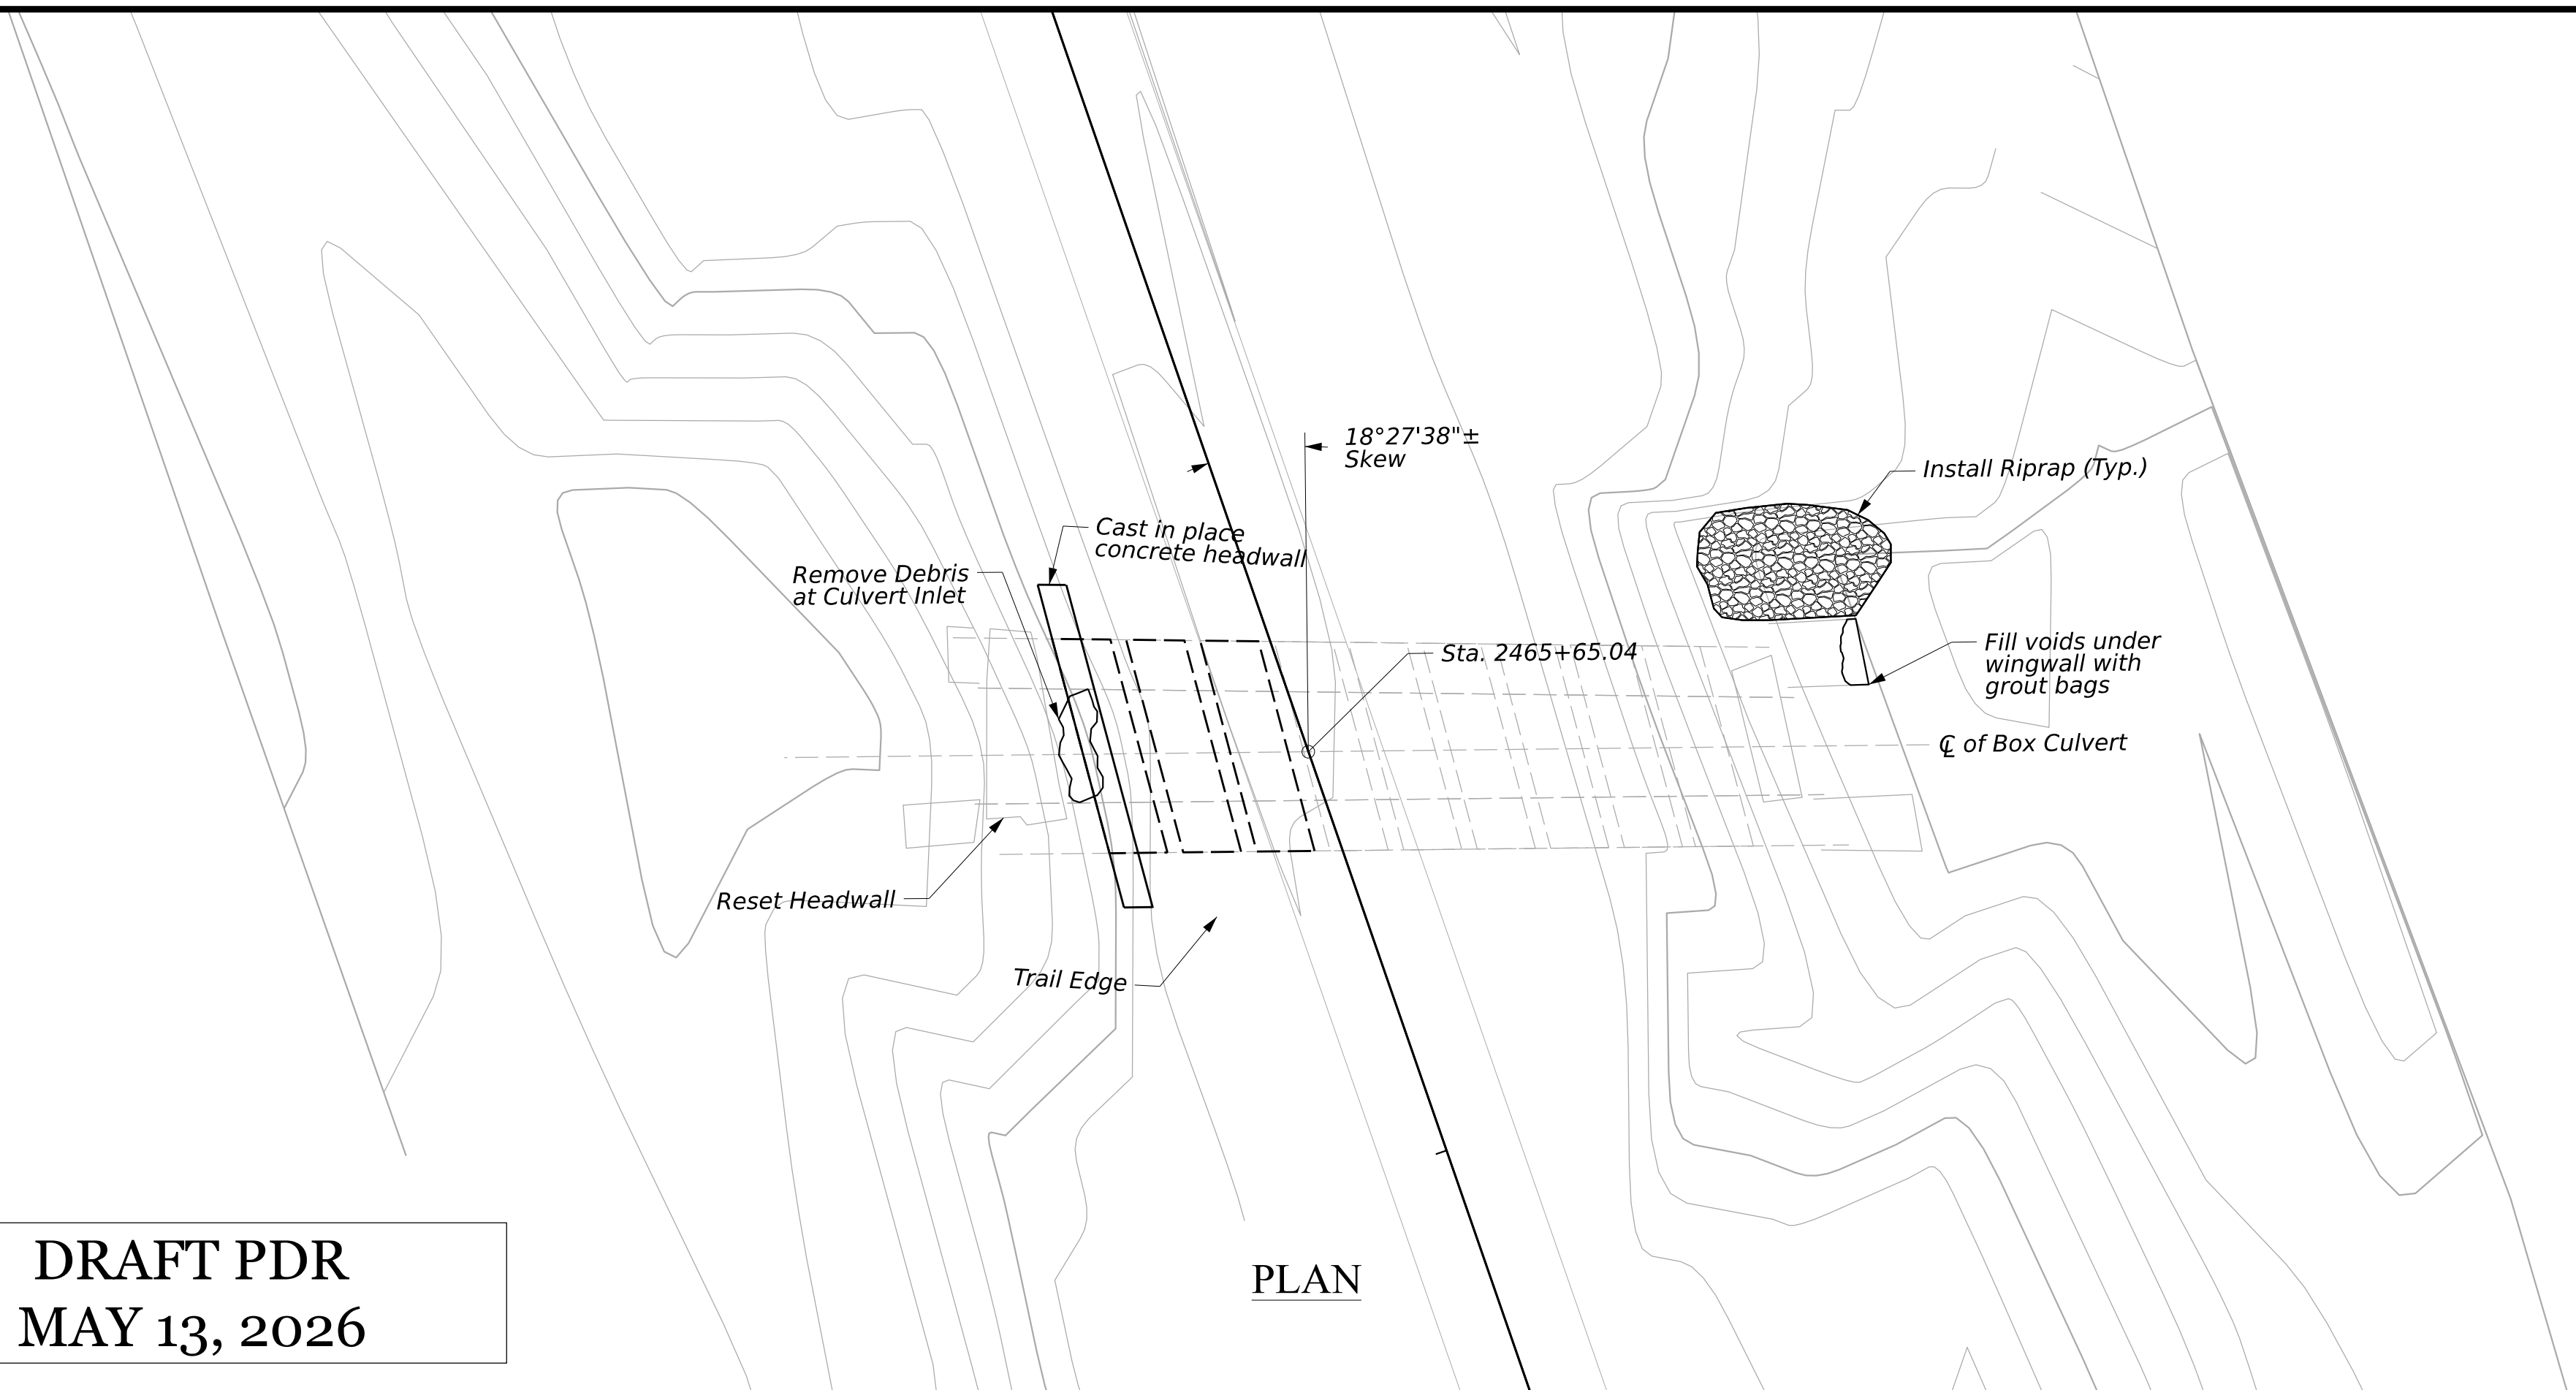 18°27'38"±
Skew
Install Riprap (Typ.)
Cast in place
concrete headwall
Remove Debris
at Culvert Inlet
Sta. 2465+65.04
Fill voids under
wingwall with
grout bags
℄ of Box Culvert
Reset Headwall
Trail Edge
PLAN
DRAFT PDR
MAY 13, 2026